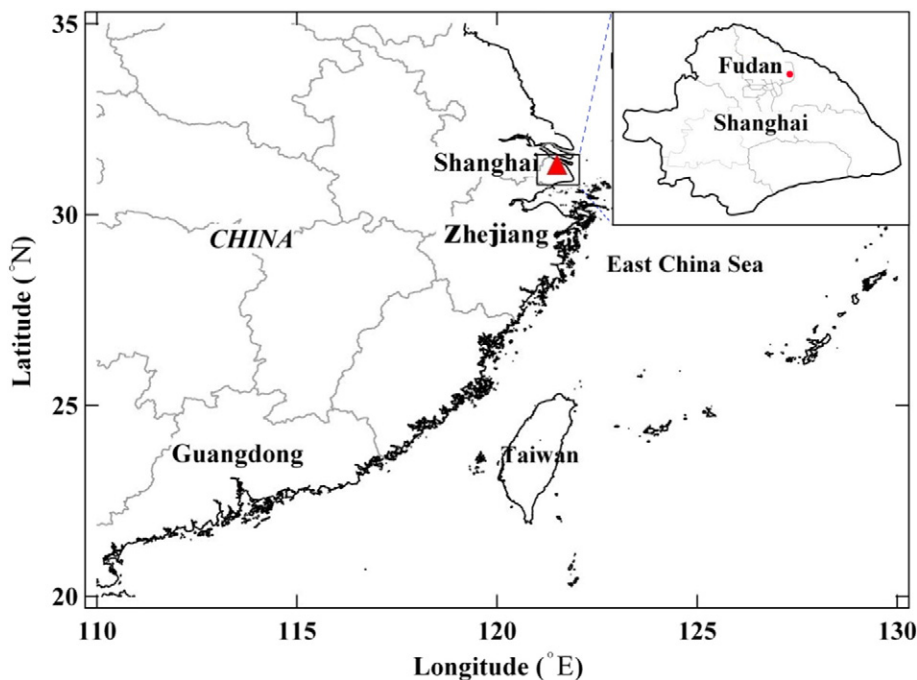 35
Fudan
Shanghai
Shanghai
30
CHINA
Zhejiang
East China Sea
25
Guangdong
Taiwan
20
110
115
120
125
130
Latitude (°N)
Longitude (°E)